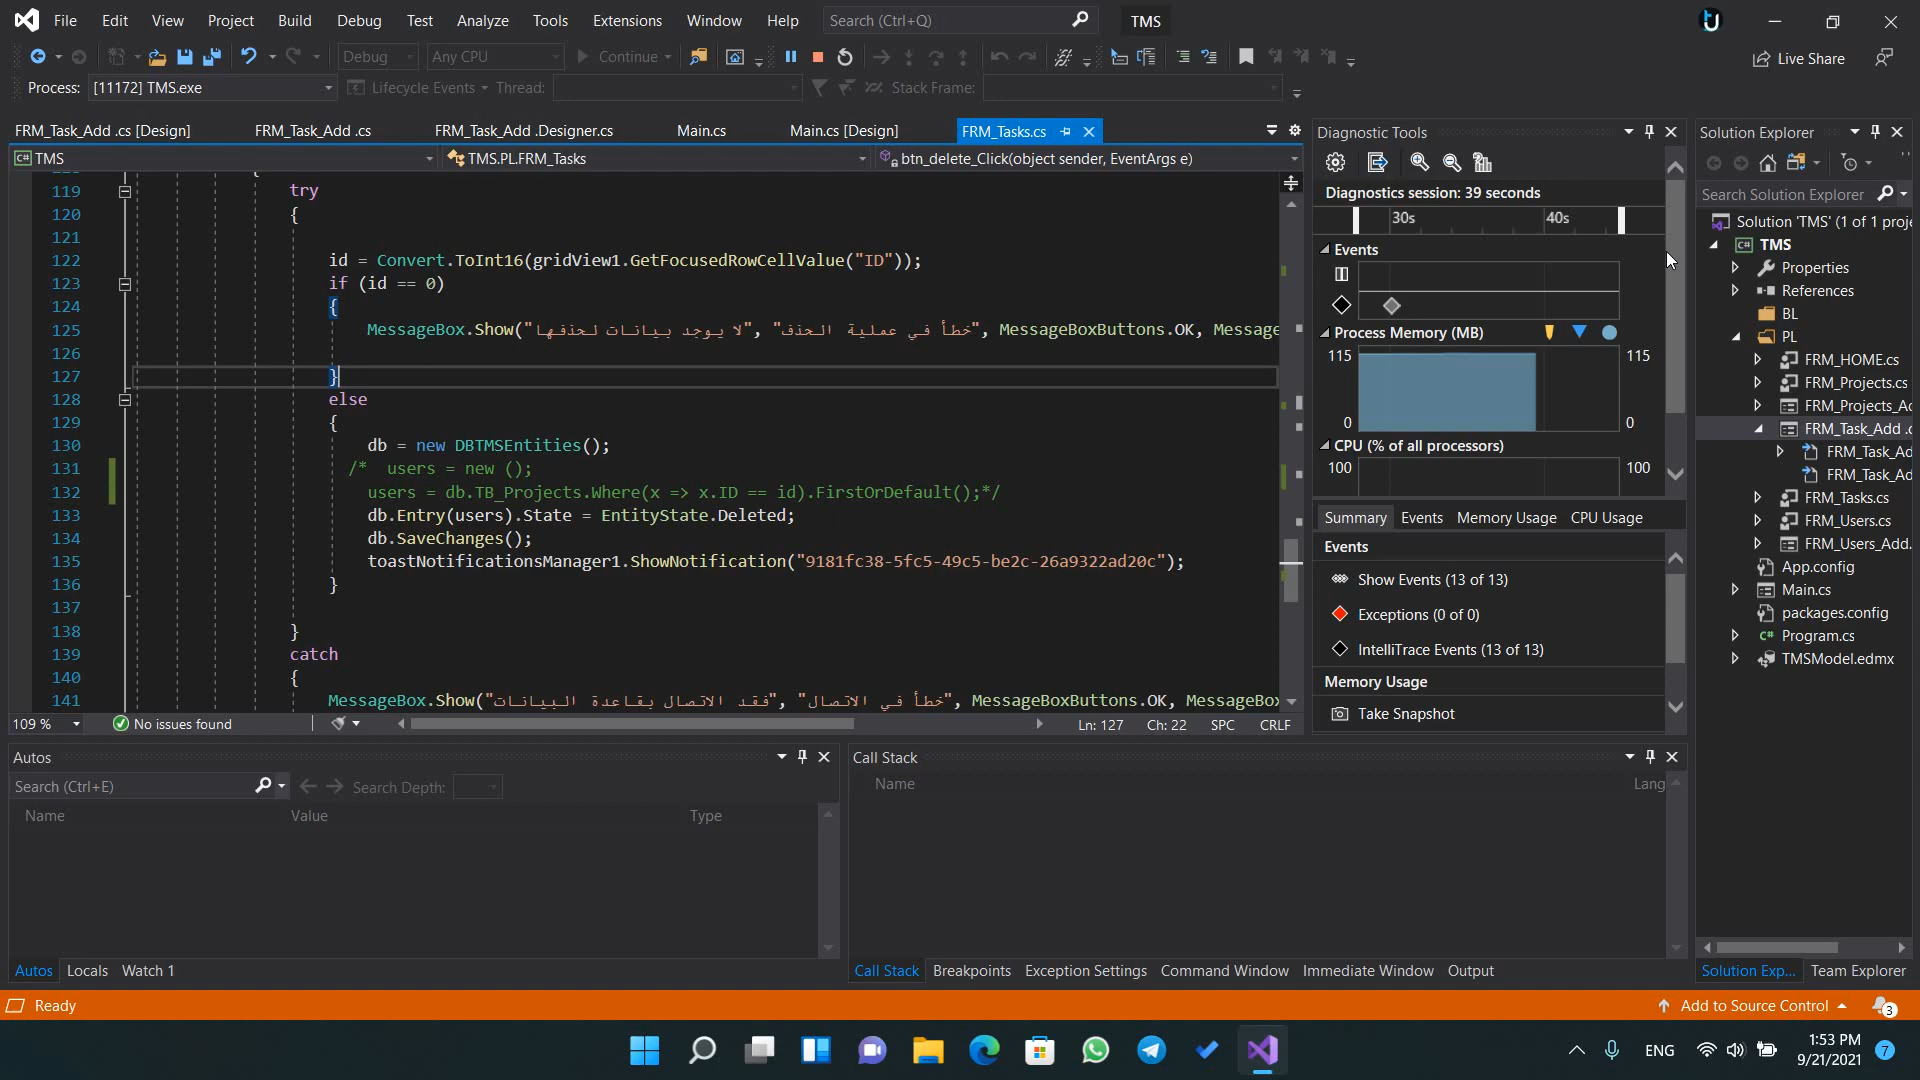 File Edit View Project Build Debug Test Analyze Tools Extensions Window Help Search (Ctrl+Q) TMS
Debug Any CPU Continue Live Share
Process: [11172] TMS.exe Lifecycle Events Thread: Stack Frame:
FRM_Task_Add .cs [Design] FRM_Task_Add .cs FRM_Task_Add .Designer.cs Main.cs Main.cs [Design] FRM_Tasks.cs
TMS TMS.PL.FRM_Tasks btn_delete_Click(object sender, EventArgs e)
119 try
120 {
121
122 id = Convert.ToInt16(gridView1.GetFocusedRowCellValue("ID"));
123 if (id == 0)
124 {
125 MessageBox.Show("لا يوجد بيانات لحذفها", "خطأ في عملية الحذف", MessageBoxButtons.OK, Message
126
127 }
128 else
129 {
130 db = new DBTMSEntities();
131 /* users = new ();
132 users = db.TB_Projects.Where(x => x.ID == id).FirstOrDefault();*/
133 db.Entry(users).State = EntityState.Deleted;
134 db.SaveChanges();
135 toastNotificationsManager1.ShowNotification("9181fc38-5fc5-49c5-be2c-26a9322ad20c");
136 }
137
138 }
139 catch
140 {
141 MessageBox.Show("فقد الاتصال بقاعدة البيانات", "خطأ في الاتصال", MessageBoxButtons.OK, MessageBox
109 % No issues found Ln: 127 Ch: 22 SPC CRLF
Diagnostic Tools
Diagnostics session: 39 seconds
30s 40s
Events
Process Memory (MB)
115 115
0 0
CPU (% of all processors)
100 100
Summary Events Memory Usage CPU Usage
Events
Show Events (13 of 13)
Exceptions (0 of 0)
IntelliTrace Events (13 of 13)
Memory Usage
Take Snapshot
Solution Explorer
Search Solution Explorer
Solution 'TMS' (1 of 1 proje
TMS
Properties
References
BL
PL
FRM_HOME.cs
FRM_Projects.cs
FRM_Projects_Ad
FRM_Task_Add .c
FRM_Task_Ad
FRM_Task_Ad
FRM_Tasks.cs
FRM_Users.cs
FRM_Users_Add.
App.config
Main.cs
packages.config
Program.cs
TMSModel.edmx
Solution Exp... Team Explorer
Autos
Search (Ctrl+E) Search Depth:
Name Value Type
Autos Locals Watch 1
Call Stack
Name Lang
Call Stack Breakpoints Exception Settings Command Window Immediate Window Output
Ready Add to Source Control 3
ENG 1:53 PM 7
9/21/2021